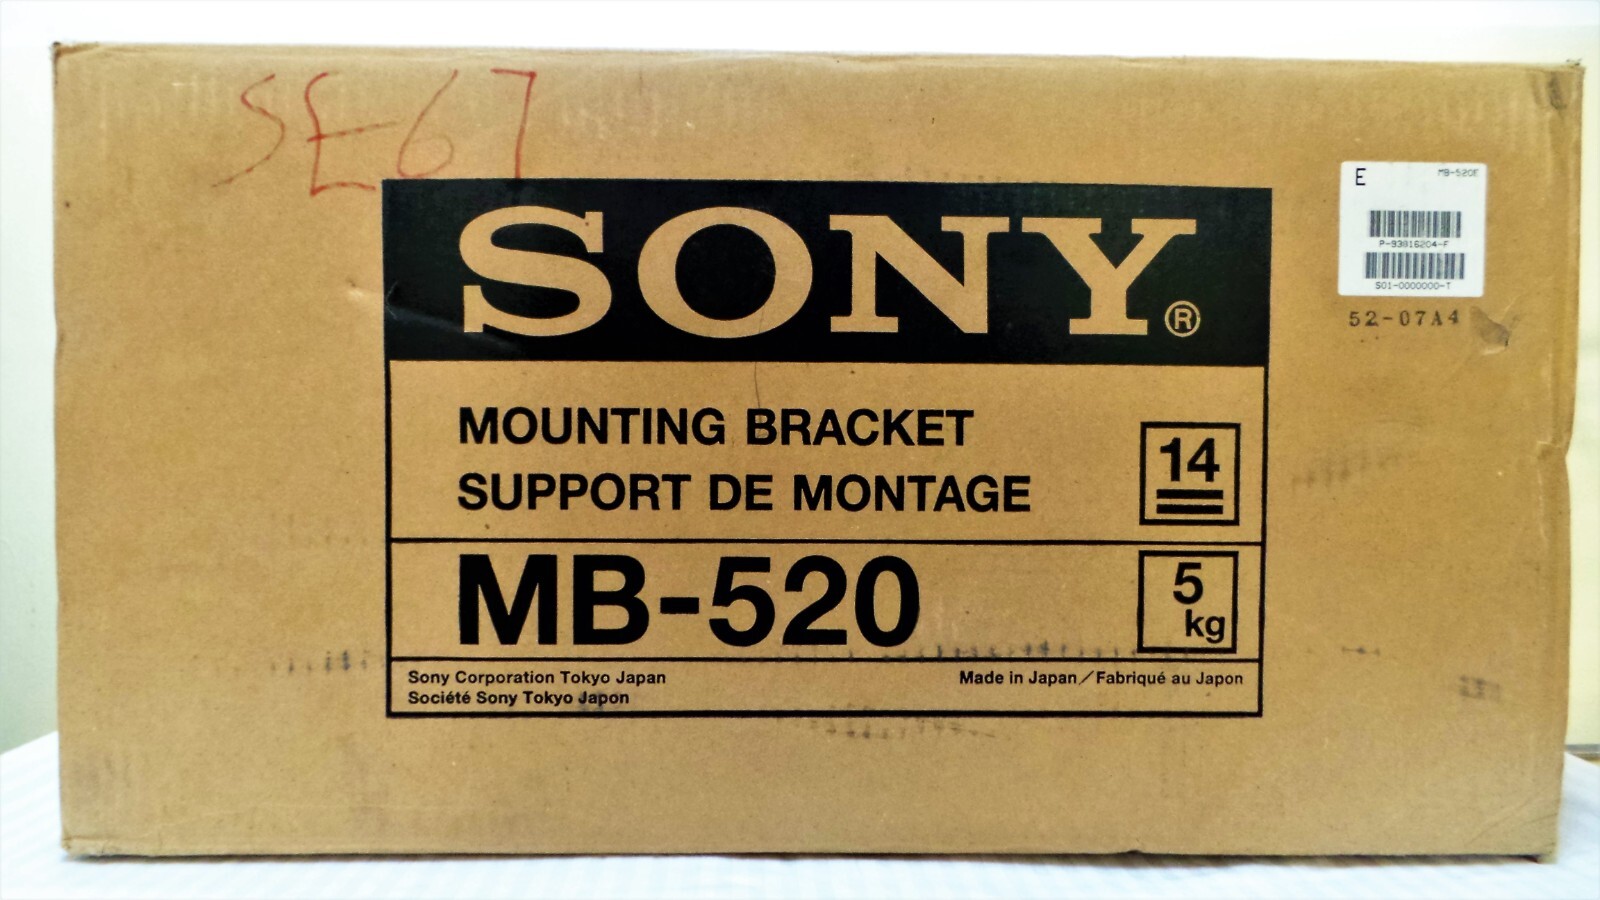 SE67
SONY®
E
MB-520E
P-93816204-F
S01-0000000-T
52-07A4
MOUNTING BRACKET
SUPPORT DE MONTAGE
14
MB-520
5
kg
Sony Corporation Tokyo Japan
Société Sony Tokyo Japon
Made in Japan／Fabriqué au Japon